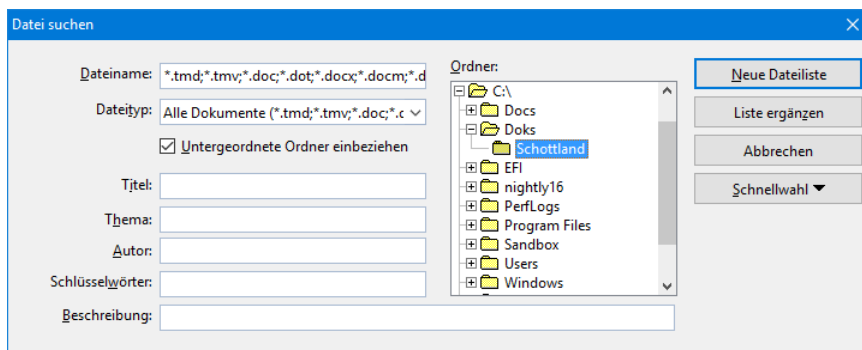 Datei suchen
Dateiname: *.tmd;*.tmv;*.doc;*.dot;*.docx;*.docm;*.d
Dateityp: Alle Dokumente (*.tmd;*.tmv;*.doc;*.c
Untergeordnete Ordner einbeziehen
Titel:
Thema:
Autor:
Schlüsselwörter:
Beschreibung:
Ordner:
C:\
Docs
Doks
Schottland
EFI
nightly16
PerfLogs
Program Files
Sandbox
Users
Windows
Neue Dateiliste
Liste ergänzen
Abbrechen
Schnellwahl